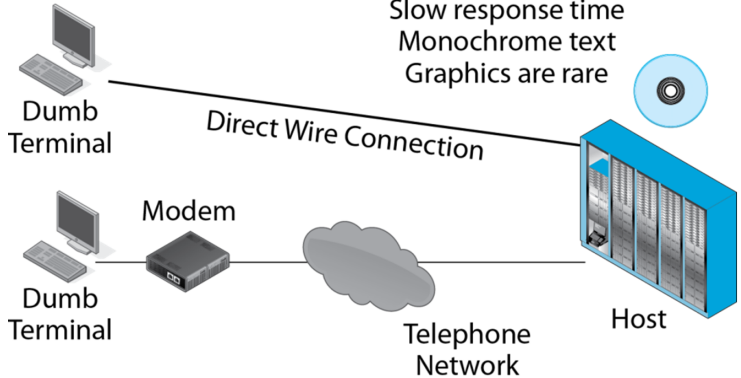 Slow response time
Monochrome text
Graphics are rare
Dumb
Terminal
Direct Wire Connection
Modem
Dumb
Terminal
Telephone
Network
Host